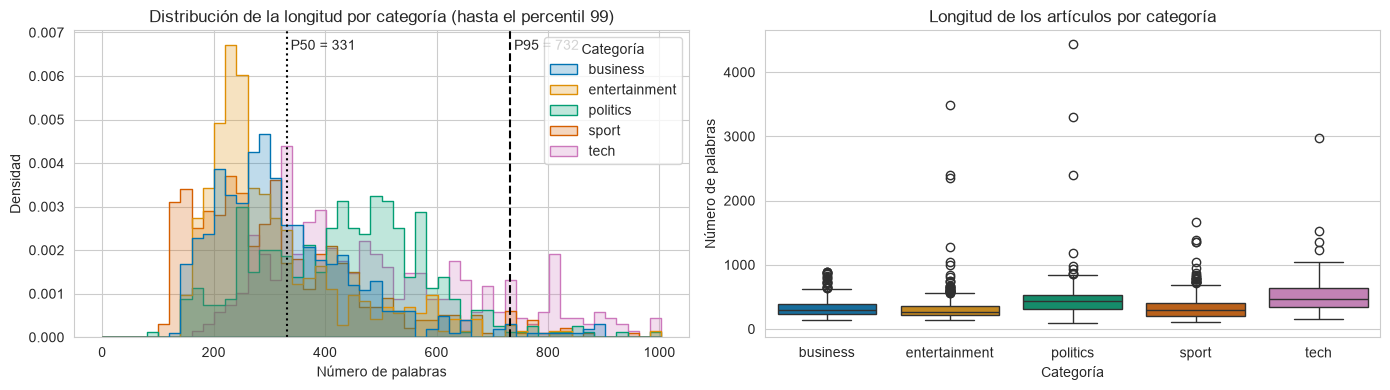 Distribución de la longitud por categoría (hasta el percentil 99)
0.007
0.006
0.005
0.004
0.003
0.002
0.001
0.000
Densidad
P50 = 331
P95 = 732
Categoría
business
entertainment
politics
sport
tech
0
200
400
600
800
1000
Número de palabras
Longitud de los artículos por categoría
4000
3000
2000
1000
0
Número de palabras
business
entertainment
politics
sport
tech
Categoría